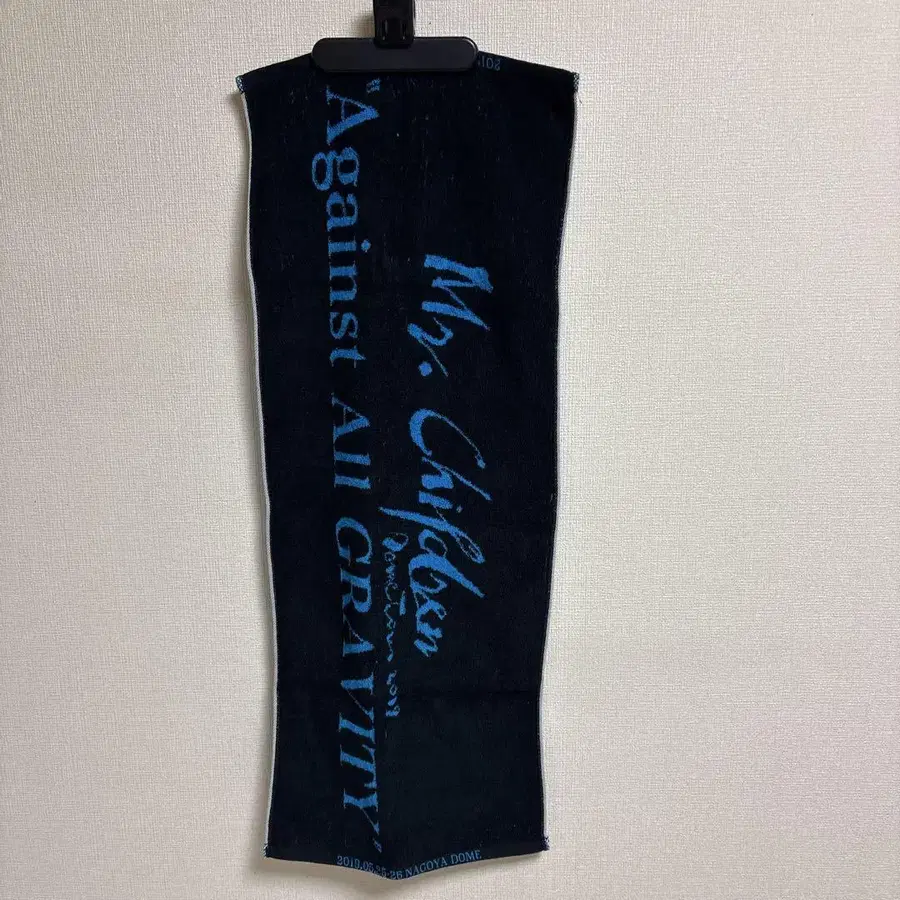 Mr. Children
Dome Tour 2019
"Against All GRAVITY"
2019.05.25-26 NAGOYA DOME